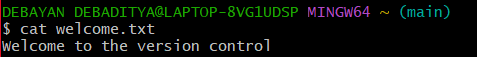 DEBAYAN DEBADITYA@LAPTOP-8VG1UDSP MINGW64 ~ (main)
$ cat welcome.txt
Welcome to the version control